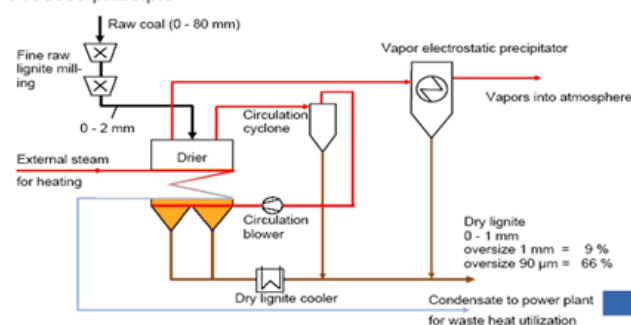 Raw coal (0 - 80 mm)
Fine raw
lignite mill-
ing
0 - 2 mm
Drier
External steam
for heating
Circulation
cyclone
Circulation
blower
Vapor electrostatic precipitator
Vapors into atmosphere
Dry lignite
0 - 1 mm
oversize 1 mm = 9 %
oversize 90 µm = 66 %
Dry lignite cooler
Condensate to power plant
for waste heat utilization